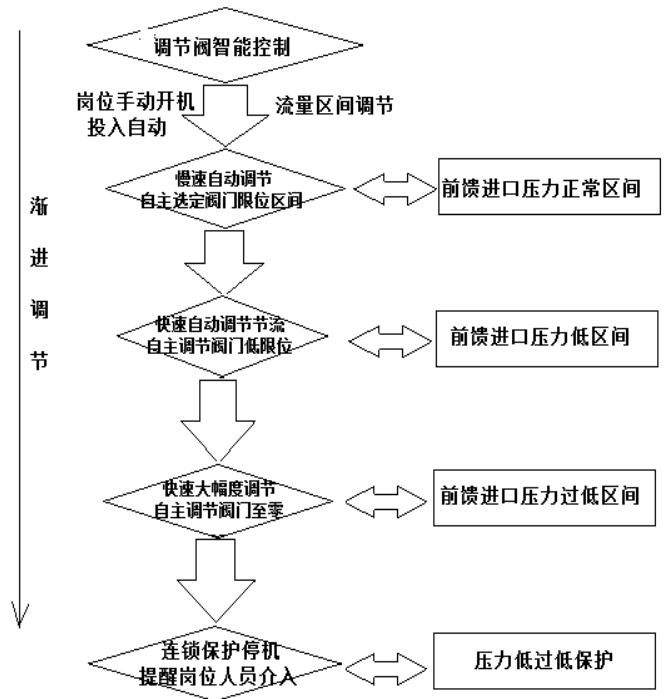 调节阀智能控制
岗位手动开机
投入自动
流量区间调节
慢速自动调节
自主选定阀门限位区间
前馈进口压力正常区间
渐
进
调
节
快速自动调节节流
自主调节阀门低限位
前馈进口压力低区间
快速大幅度调节
自主调节阀门至零
前馈进口压力过低区间
连锁保护停机
提醒岗位人员介入
压力低过低保护